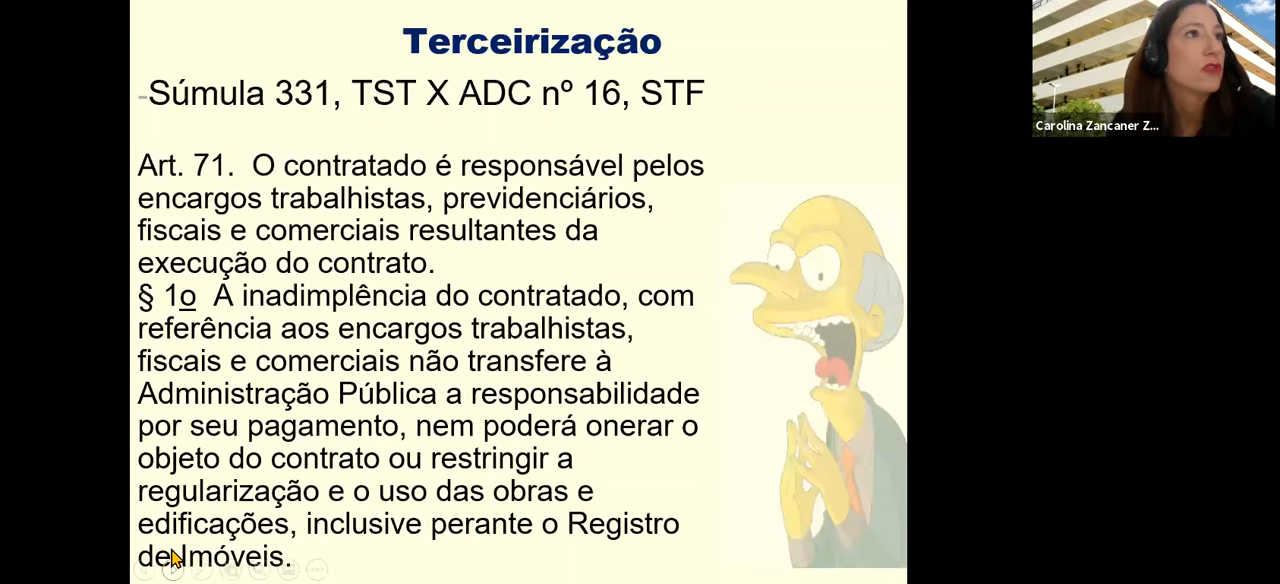 Terceirização
-Súmula 331, TST X ADC nº 16, STF
Art. 71.  O contratado é responsável pelos
encargos trabalhistas, previdenciários,
fiscais e comerciais resultantes da
execução do contrato.
§ 1o  A inadimplência do contratado, com
referência aos encargos trabalhistas,
fiscais e comerciais não transfere à
Administração Pública a responsabilidade
por seu pagamento, nem poderá onerar o
objeto do contrato ou restringir a
regularização e o uso das obras e
edificações, inclusive perante o Registro
de Imóveis.
Carolina Zancaner Z...